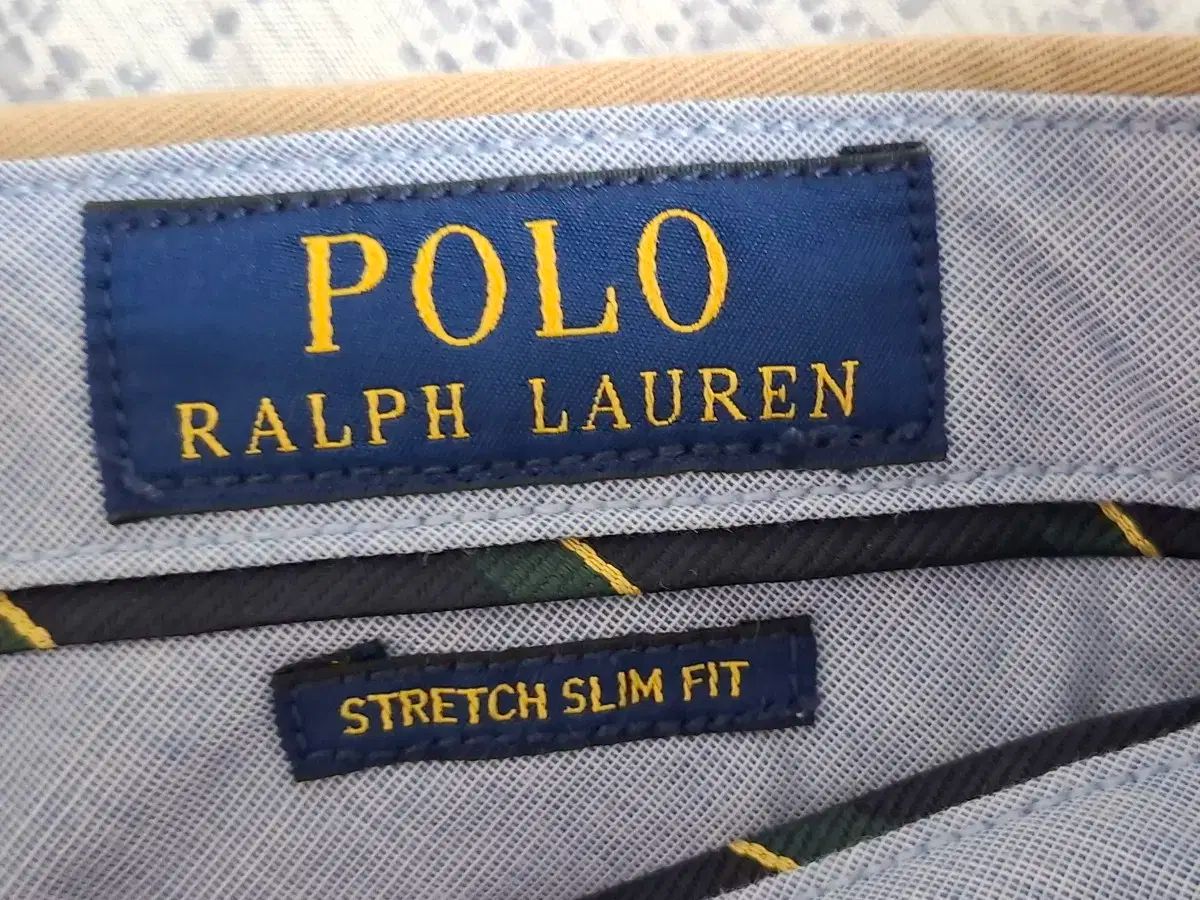 POLO
RALPH LAUREN
STRETCH SLIM FIT